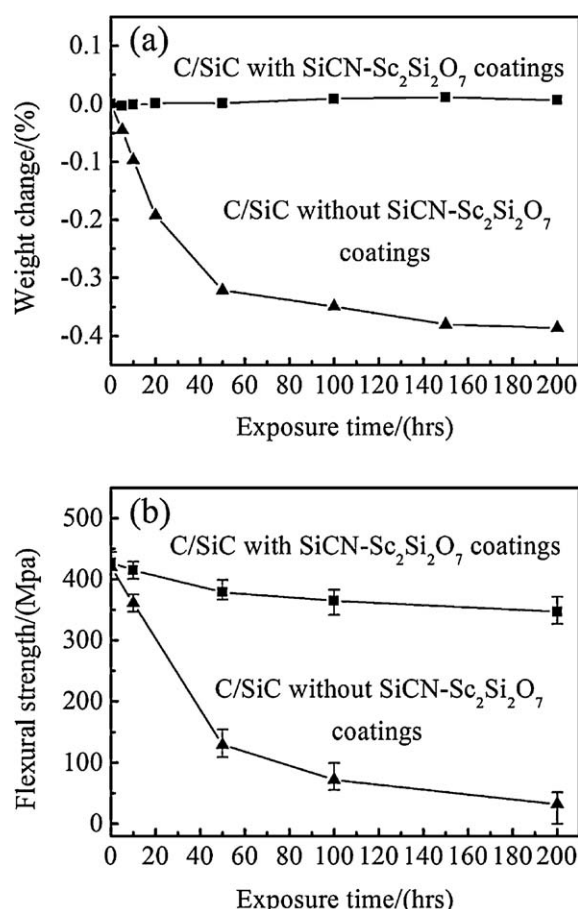 (a)
C/SiC with SiCN-Sc₂Si₂O₇ coatings
C/SiC without SiCN-Sc₂Si₂O₇
coatings
Weight change/(%)
0.1
0.0
-0.1
-0.2
-0.3
-0.4
0 20 40 60 80 100 120 140 160 180 200
Exposure time/(hrs)
(b)
C/SiC with SiCN-Sc₂Si₂O₇ coatings
C/SiC without SiCN-Sc₂Si₂O₇
coatings
Flexural strength/(Mpa)
500
400
300
200
100
0
0 20 40 60 80 100 120 140 160 180 200
Exposure time/(hrs)